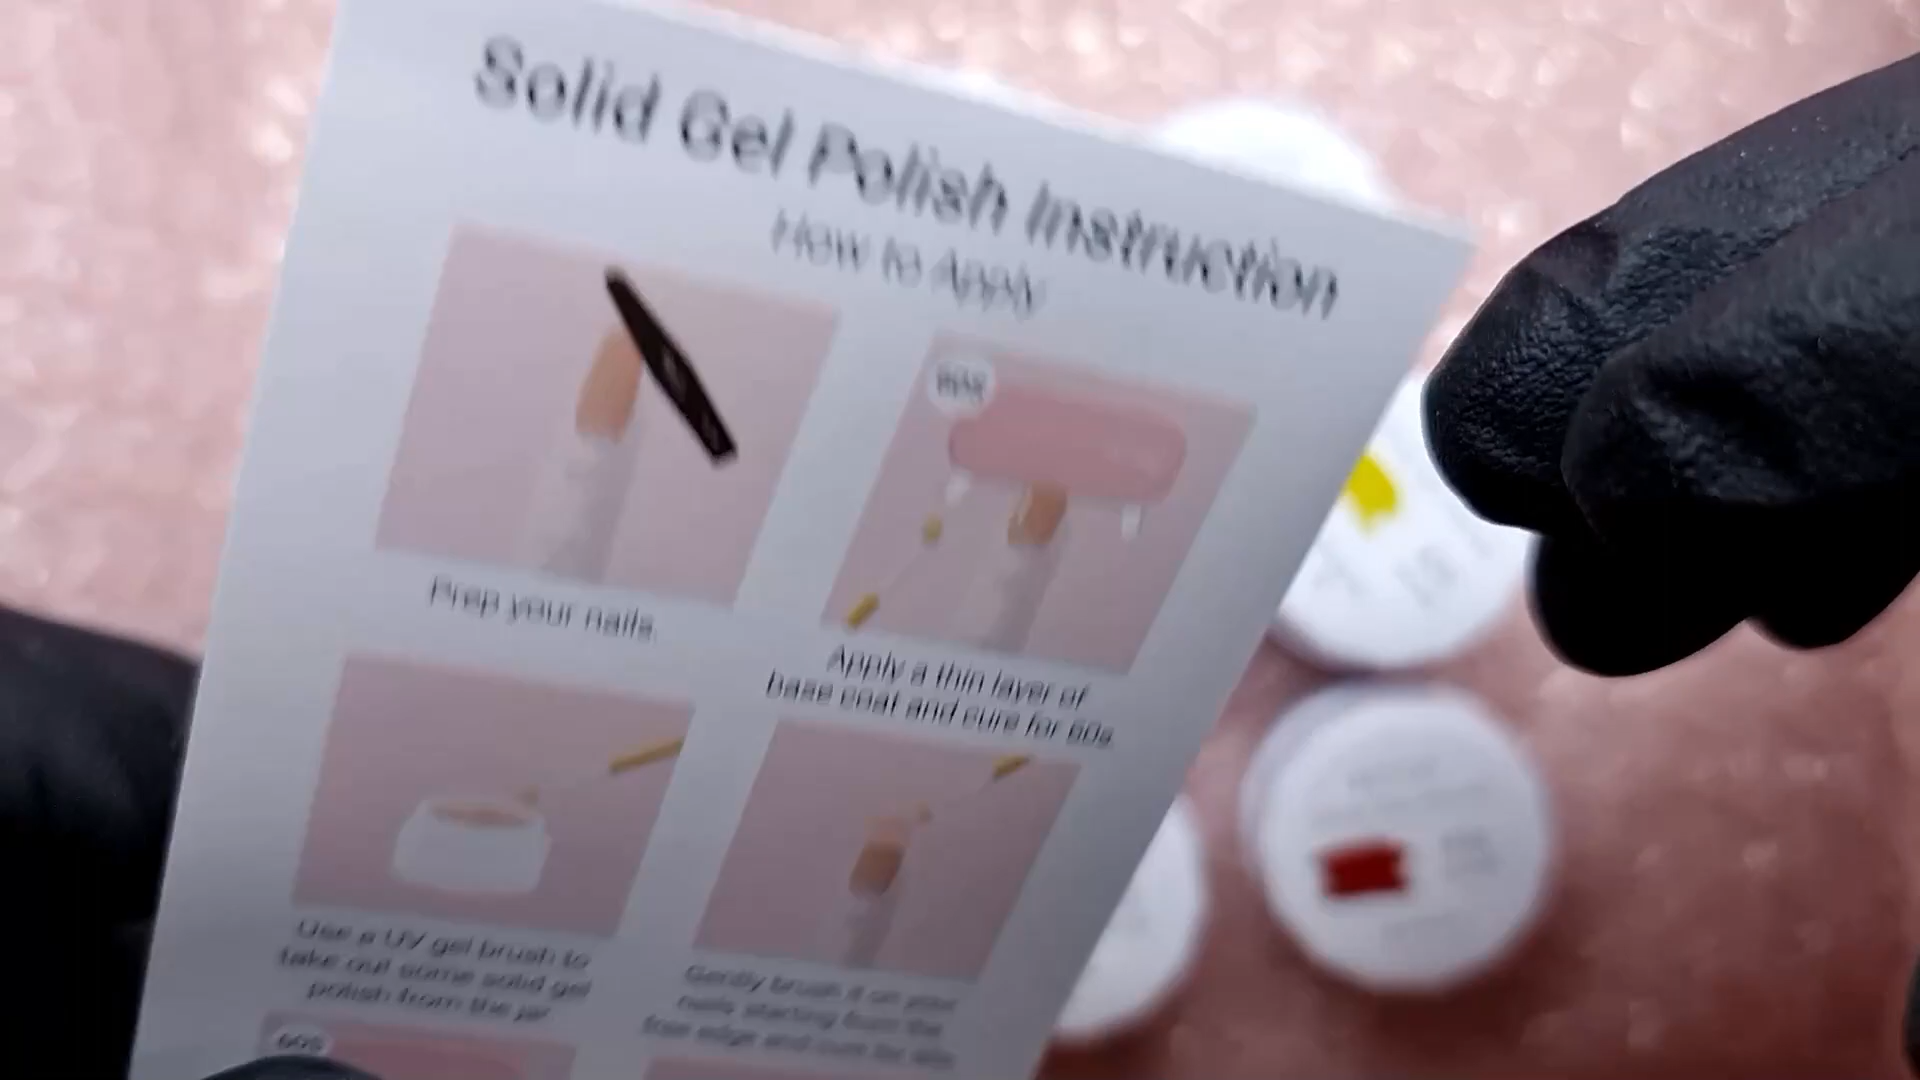 Solid Gel Polish Instruction
How to Apply
60s
Prep your nails.
Apply a thin layer of
base coat and cure for 60s
Use a UV gel brush to
take out some solid gel
polish from the jar
Gently brush it on your
nails starting from the
free edge and cure for 60s
60S